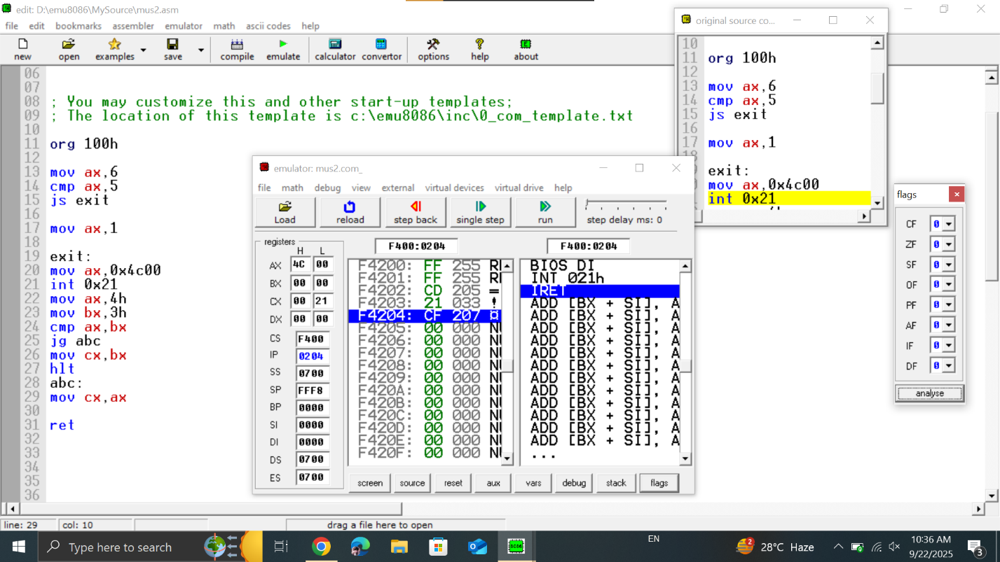 edit: D:\emu8086\MySource\mus2.asm
file edit bookmarks assembler emulator math ascii codes help
new open examples save compile emulate calculator convertor options help about
06
07
08 ; You may customize this and other start-up templates;
09 ; The location of this template is c:\emu8086\inc\0_com_template.txt
10
11 org 100h
12
13 mov ax,6
14 cmp ax,5
15 js exit
16
17 mov ax,1
18
19 exit:
20 mov ax,0x4c00
21 int 0x21
22 mov ax,4h
23 mov bx,3h
24 cmp ax,bx
25 jg abc
26 mov cx,bx
27 hlt
28 abc:
29 mov cx,ax
30
31 ret
32
33
34
35
36
line: 29 col: 10 drag a file here to open
original source co...
10
11 org 100h
12
13 mov ax,6
14 cmp ax,5
15 js exit
16
17 mov ax,1
exit:
mov ax,0x4c00
int 0x21
emulator: mus2.com_
file math debug view external virtual devices virtual drive help
Load reload step back single step run step delay ms: 0
registers
H L
AX 4C 00
BX 00 00
CX 00 21
DX 00 00
CS F400
IP 0204
SS 0700
SP FFF8
BP 0000
SI 0000
DI 0000
DS 0700
ES 0700
F400:0204 F400:0204
F4200: FF 255
F4201: FF 255
F4202: CD 205 =
F4203: 21 033 !
F4204: CF 207 ¤
F4205: 00 000
F4206: 00 000
F4207: 00 000
F4208: 00 000
F4209: 00 000
F420A: 00 000
F420B: 00 000
F420C: 00 000
F420D: 00 000
F420E: 00 000
F420F: 00 000
BIOS DI
INT 021h
IRET
ADD [BX + SI], A
ADD [BX + SI], A
ADD [BX + SI], A
ADD [BX + SI], A
ADD [BX + SI], A
ADD [BX + SI], A
ADD [BX + SI], A
ADD [BX + SI], A
ADD [BX + SI], A
ADD [BX + SI], A
ADD [BX + SI], A
ADD [BX + SI], A
...
screen source reset aux vars debug stack flags
flags
CF 0
ZF 0
SF 0
OF 0
PF 0
AF 0
IF 0
DF 0
analyse
Type here to search
8086
EN
2
28°C Haze
10:36 AM
9/22/2025
3